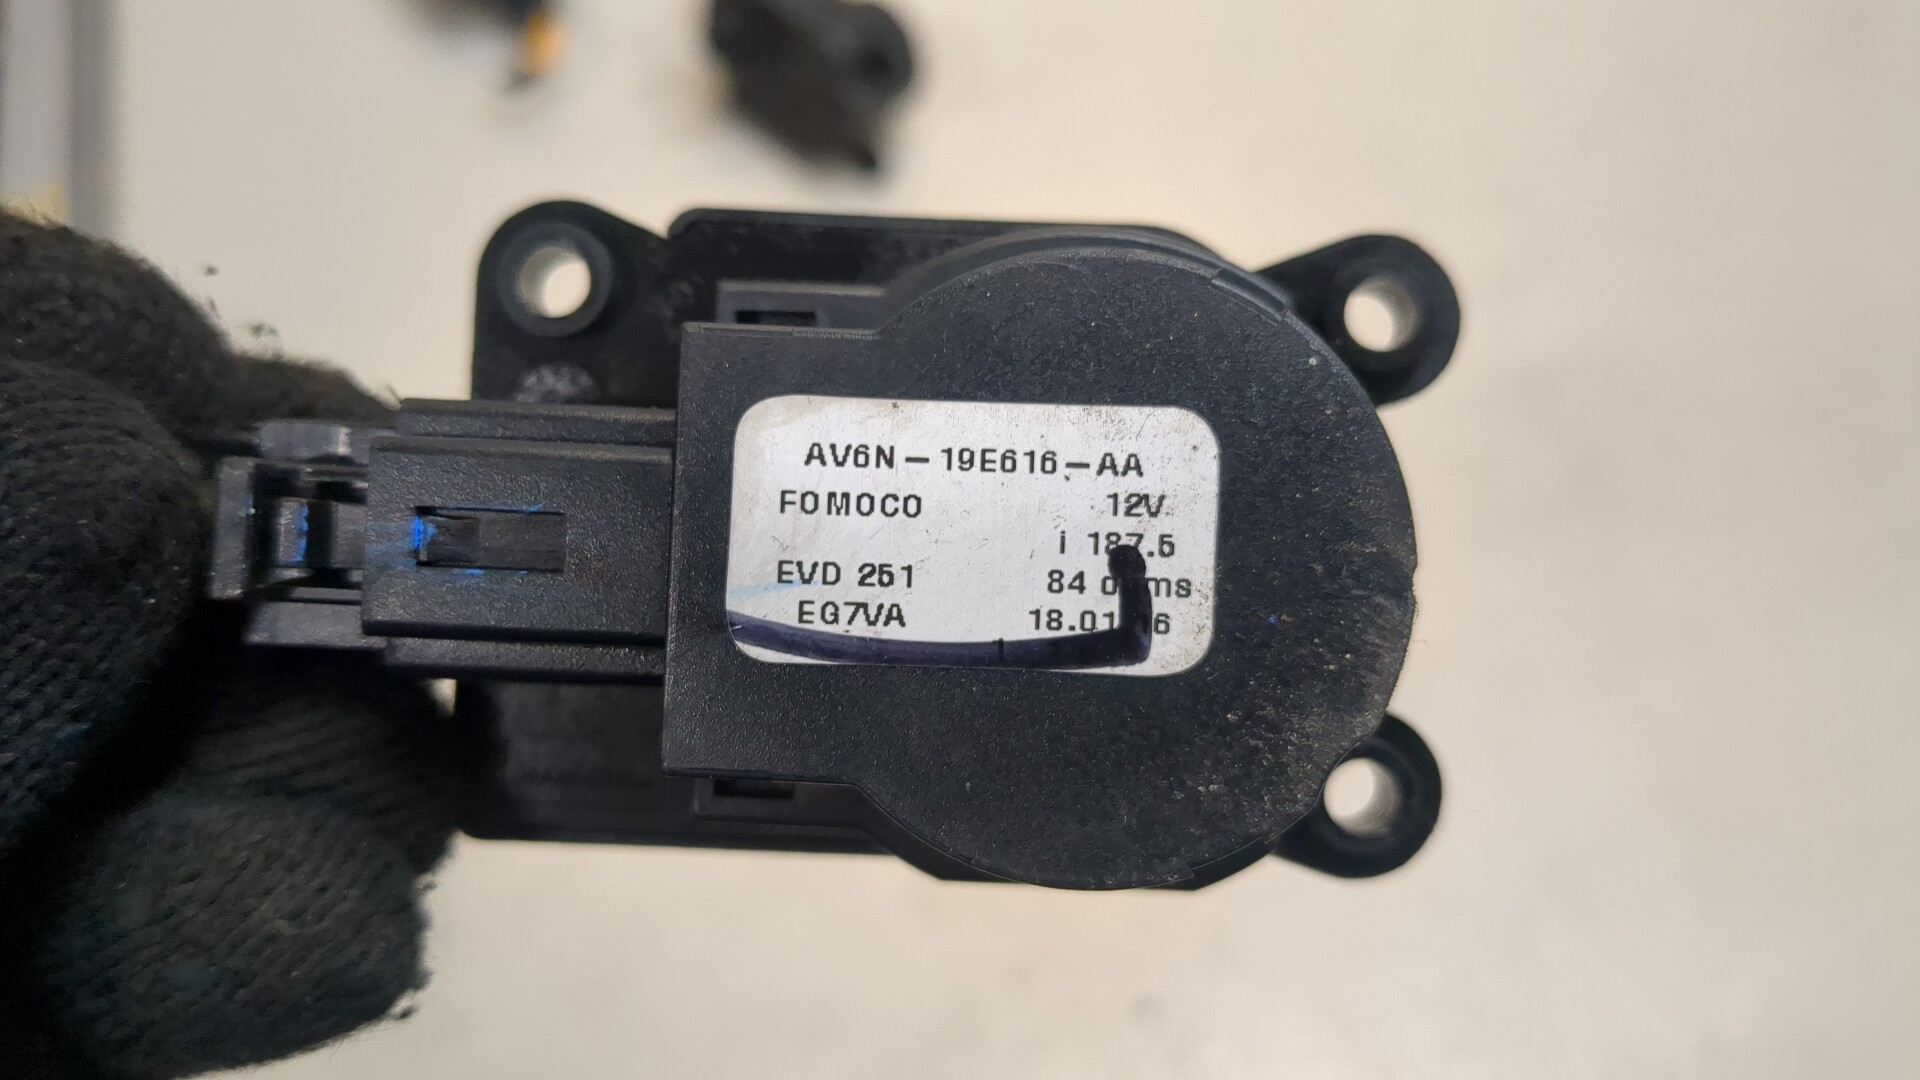 AV6N-19E616-AA
FOMOCO 12V
i 187.5
EVD 251 84
EG7VA